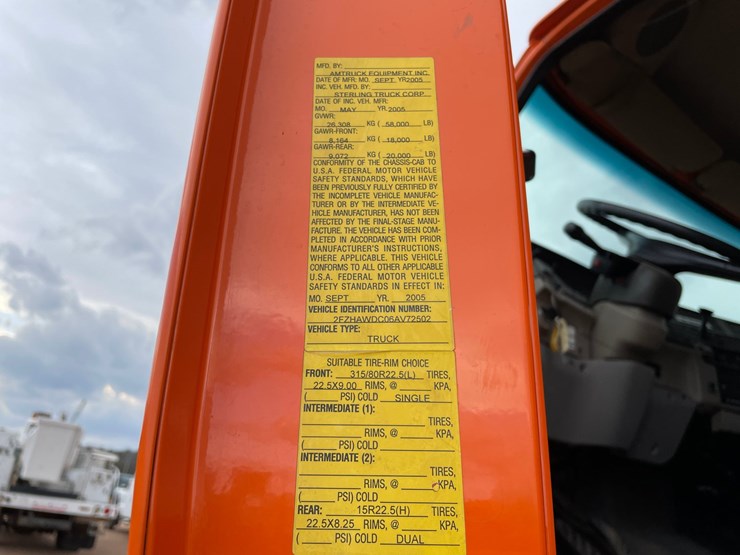 MFD. BY:
AMTRUCK EQUIPMENT INC.
DATE OF MFR: MO. SEPT YR2005
INC. VEH. MFD. BY:
STERLING TRUCK CORP.
DATE OF INC. VEH. MFR:
MO. MAY YR. 2005
GVWR:
26,308 KG ( 58,000 LB)
GAWR-FRONT:
8,164 KG ( 18,000 LB)
GAWR-REAR:
9,072 KG ( 20,000 LB)
CONFORMITY OF THE CHASSIS-CAB TO
U.S.A. FEDERAL MOTOR VEHICLE
SAFETY STANDARDS, WHICH HAVE
BEEN PREVIOUSLY FULLY CERTIFIED BY
THE INCOMPLETE VEHICLE MANUFAC-
TURER OR BY THE INTERMEDIATE VE-
HICLE MANUFACTURER, HAS NOT BEEN
AFFECTED BY THE FINAL-STAGE MANU-
FACTURE. THE VEHICLE HAS BEEN COM-
PLETED IN ACCORDANCE WITH PRIOR
MANUFACTURER'S INSTRUCTIONS,
WHERE APPLICABLE. THIS VEHICLE
CONFORMS TO ALL OTHER APPLICABLE
U.S.A. FEDERAL MOTOR VEHICLE
SAFETY STANDARDS IN EFFECT IN:
MO. SEPT YR. 2005
VEHICLE IDENTIFICATION NUMBER:
2FZHAWDC06AV72502
VEHICLE TYPE:
TRUCK
SUITABLE TIRE-RIM CHOICE
FRONT: 315/80R22.5(L) TIRES,
22.5X9.00 RIMS, @ KPA,
( PSI) COLD SINGLE
INTERMEDIATE (1):
TIRES,
RIMS, @ KPA,
( PSI) COLD
INTERMEDIATE (2):
TIRES,
RIMS, @ KPA,
( PSI) COLD
REAR: 15R22.5(H) TIRES,
22.5X8.25 RIMS, @ KPA,
( PSI) COLD DUAL